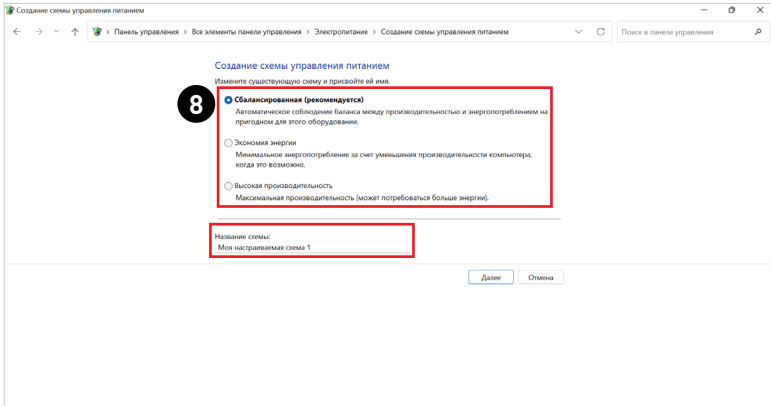 Создание схемы управления питанием
Панель управления > Все элементы панели управления > Электропитание > Создание схемы управления питанием
Поиск в панели управления
Создание схемы управления питанием
Измените существующую схему и присвойте ей имя.
8
Сбалансированная (рекомендуется)
Автоматическое соблюдение баланса между производительностью и энергопотреблением на
пригодном для этого оборудовании.
Экономия энергии
Минимальное энергопотребление за счет уменьшения производительности компьютера,
когда это возможно.
Высокая производительность
Максимальная производительность (может потребоваться больше энергии).
Название схемы:
Моя настраиваемая схема 1
Далее
Отмена